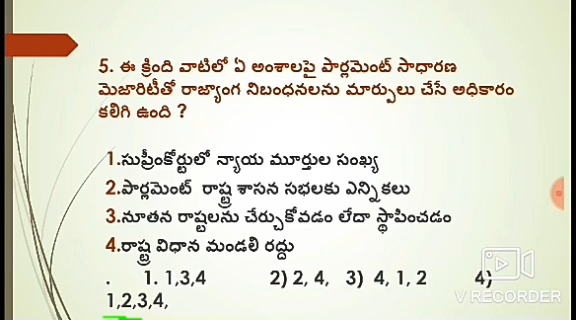 5. ఈ క్రింది వాటిలో ఏ అంశాలపై పార్లమెంట్ సాధారణ
మెజారిటీతో రాజ్యాంగ నిబంధనలను మార్పులు చేసే అధికారం
కలిగి ఉంది ?
1.సుప్రీంకోర్టులో న్యాయ మూర్తుల సంఖ్య
2.పార్లమెంట్ రాష్ట్ర శాసన సభలకు ఎన్నికలు
3.నూతన రాష్టలను చేర్చుకోవడం లేదా స్థాపించడం
4.రాష్ట్ర విధాన మండలి రద్దు
. 1. 1,3,4 2) 2, 4, 3) 4, 1, 2 4)
1,2,3,4,
V RECORDER